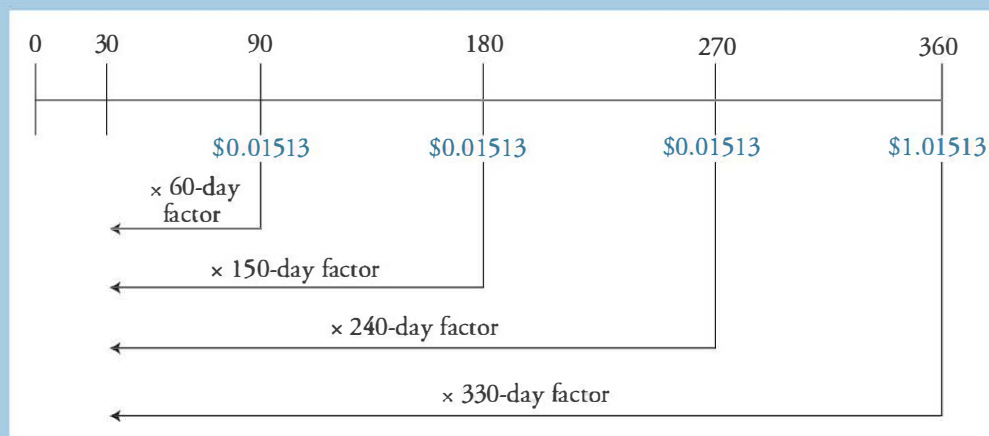 0 30 90 180 270 360
$0.01513 $0.01513 $0.01513 $1.01513
× 60-day
factor
× 150-day factor
× 240-day factor
× 330-day factor